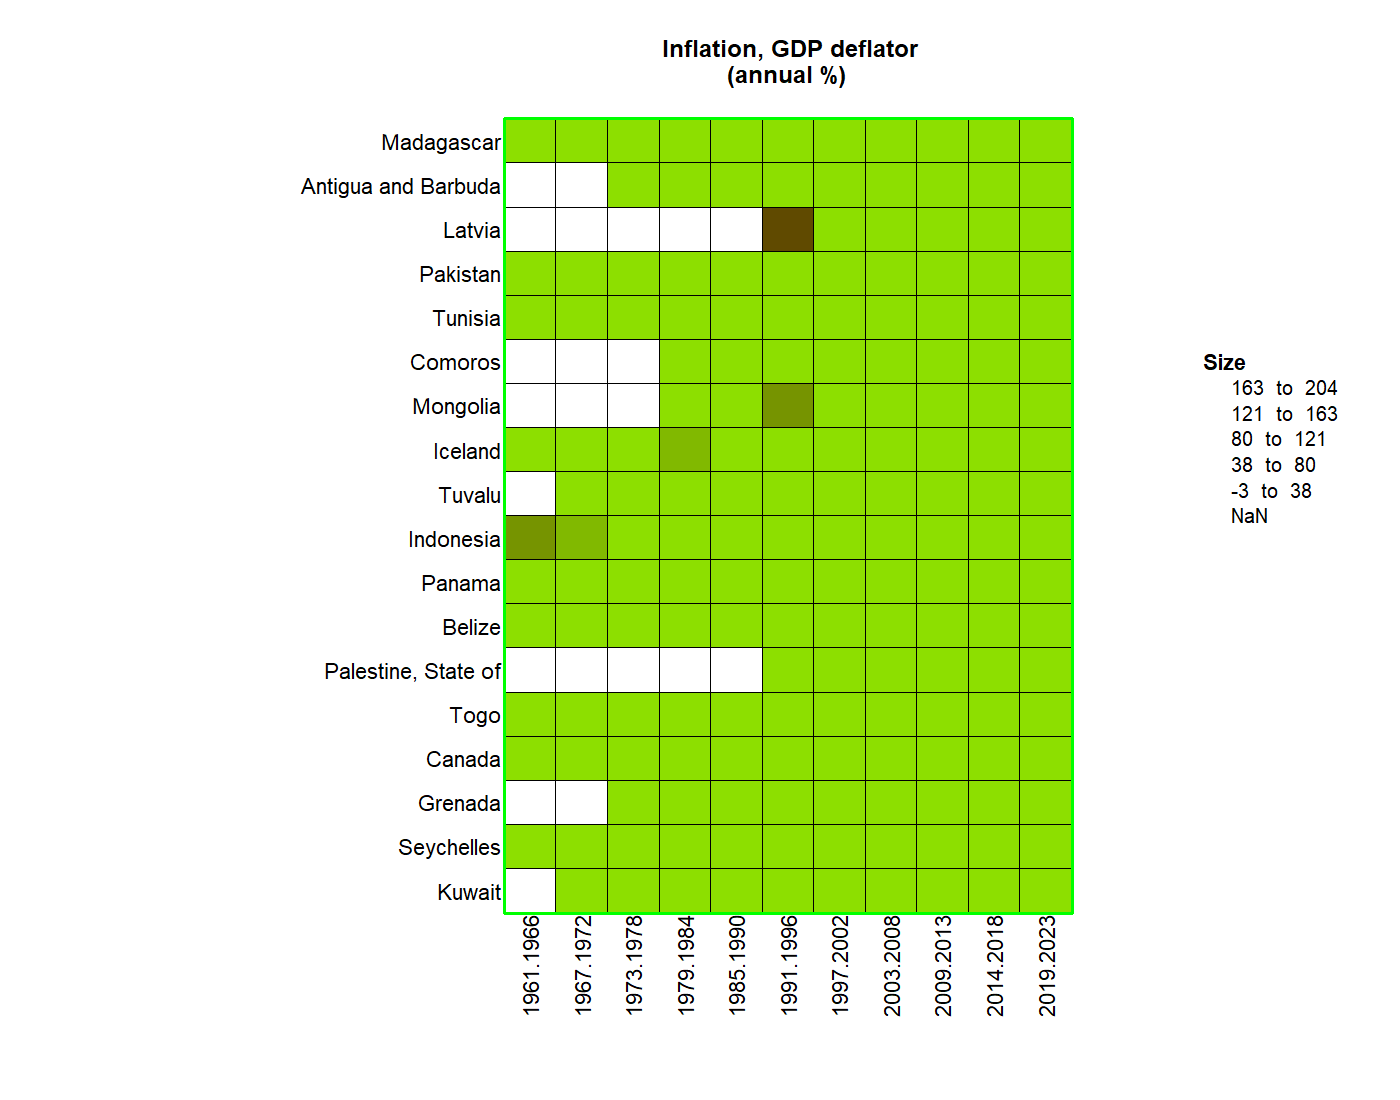 Inflation, GDP deflator
(annual %)
Madagascar
Antigua and Barbuda
Latvia
Pakistan
Tunisia
Comoros
Mongolia
Iceland
Tuvalu
Indonesia
Panama
Belize
Palestine, State of
Togo
Canada
Grenada
Seychelles
Kuwait
1961.1966
1967.1972
1973.1978
1979.1984
1985.1990
1991.1996
1997.2002
2003.2008
2009.2013
2014.2018
2019.2023
Size
163 to 204
121 to 163
80 to 121
38 to 80
-3 to 38
NaN